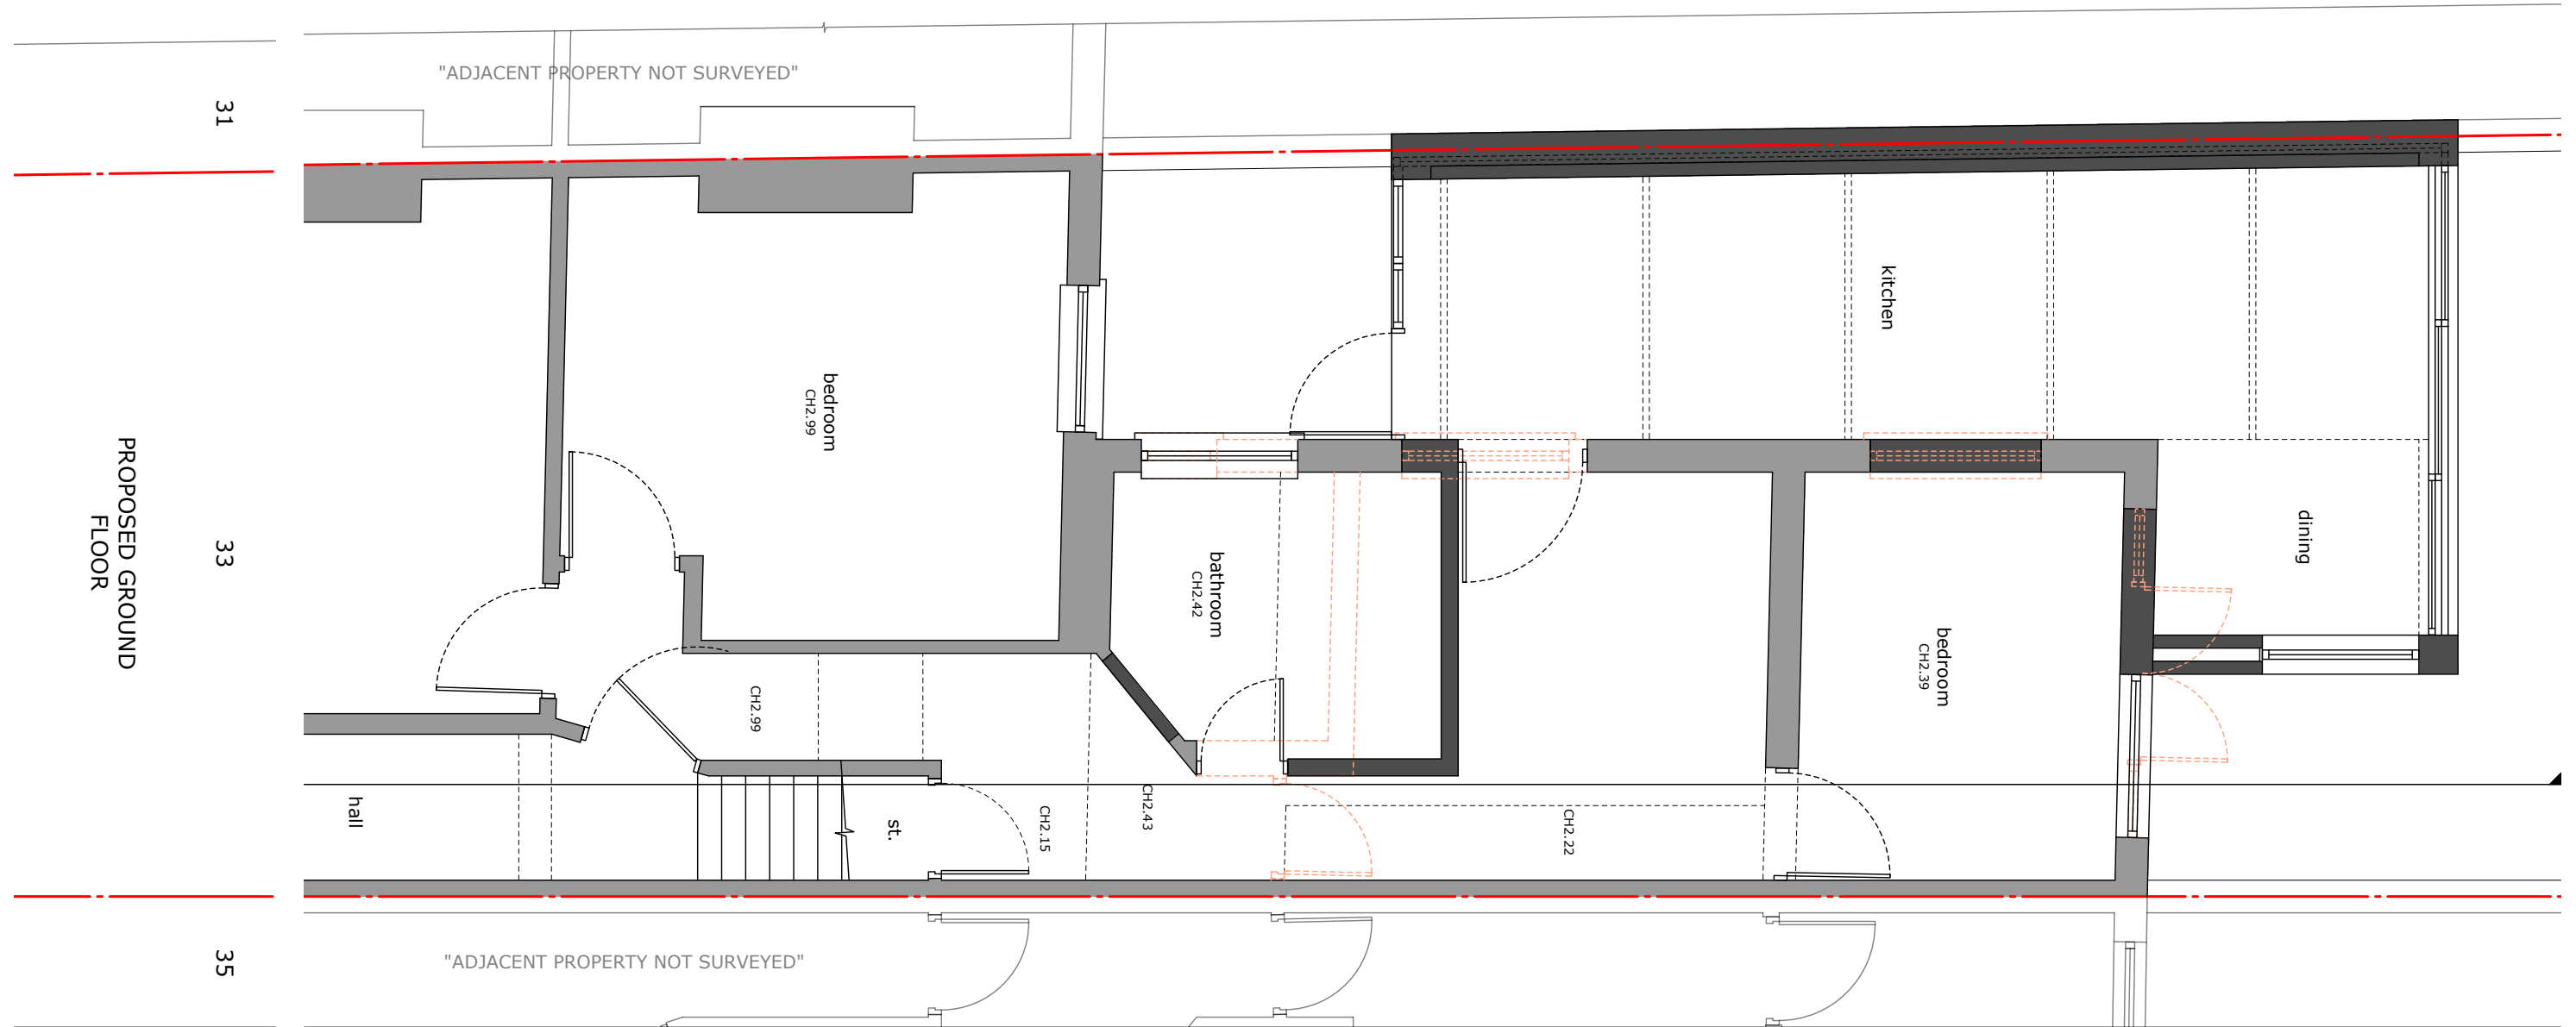 "ADJACENT PROPERTY NOT SURVEYED"
31
kitchen
bedroom
CH2.99
PROPOSED GROUND
FLOOR
33
dining
bathroom
CH2.42
bedroom
CH2.39
CH2.99
hall
st.
CH2.15
CH2.43
CH2.22
35
"ADJACENT PROPERTY NOT SURVEYED"